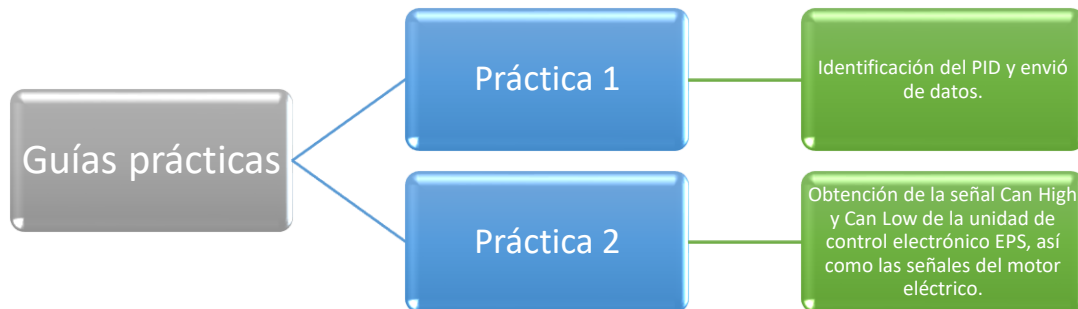 Guías prácticas
Práctica 1
Identificación del PID y envió
de datos.
Práctica 2
Obtención de la señal Can High
y Can Low de la unidad de
control electrónico EPS, así
como las señales del motor
eléctrico.